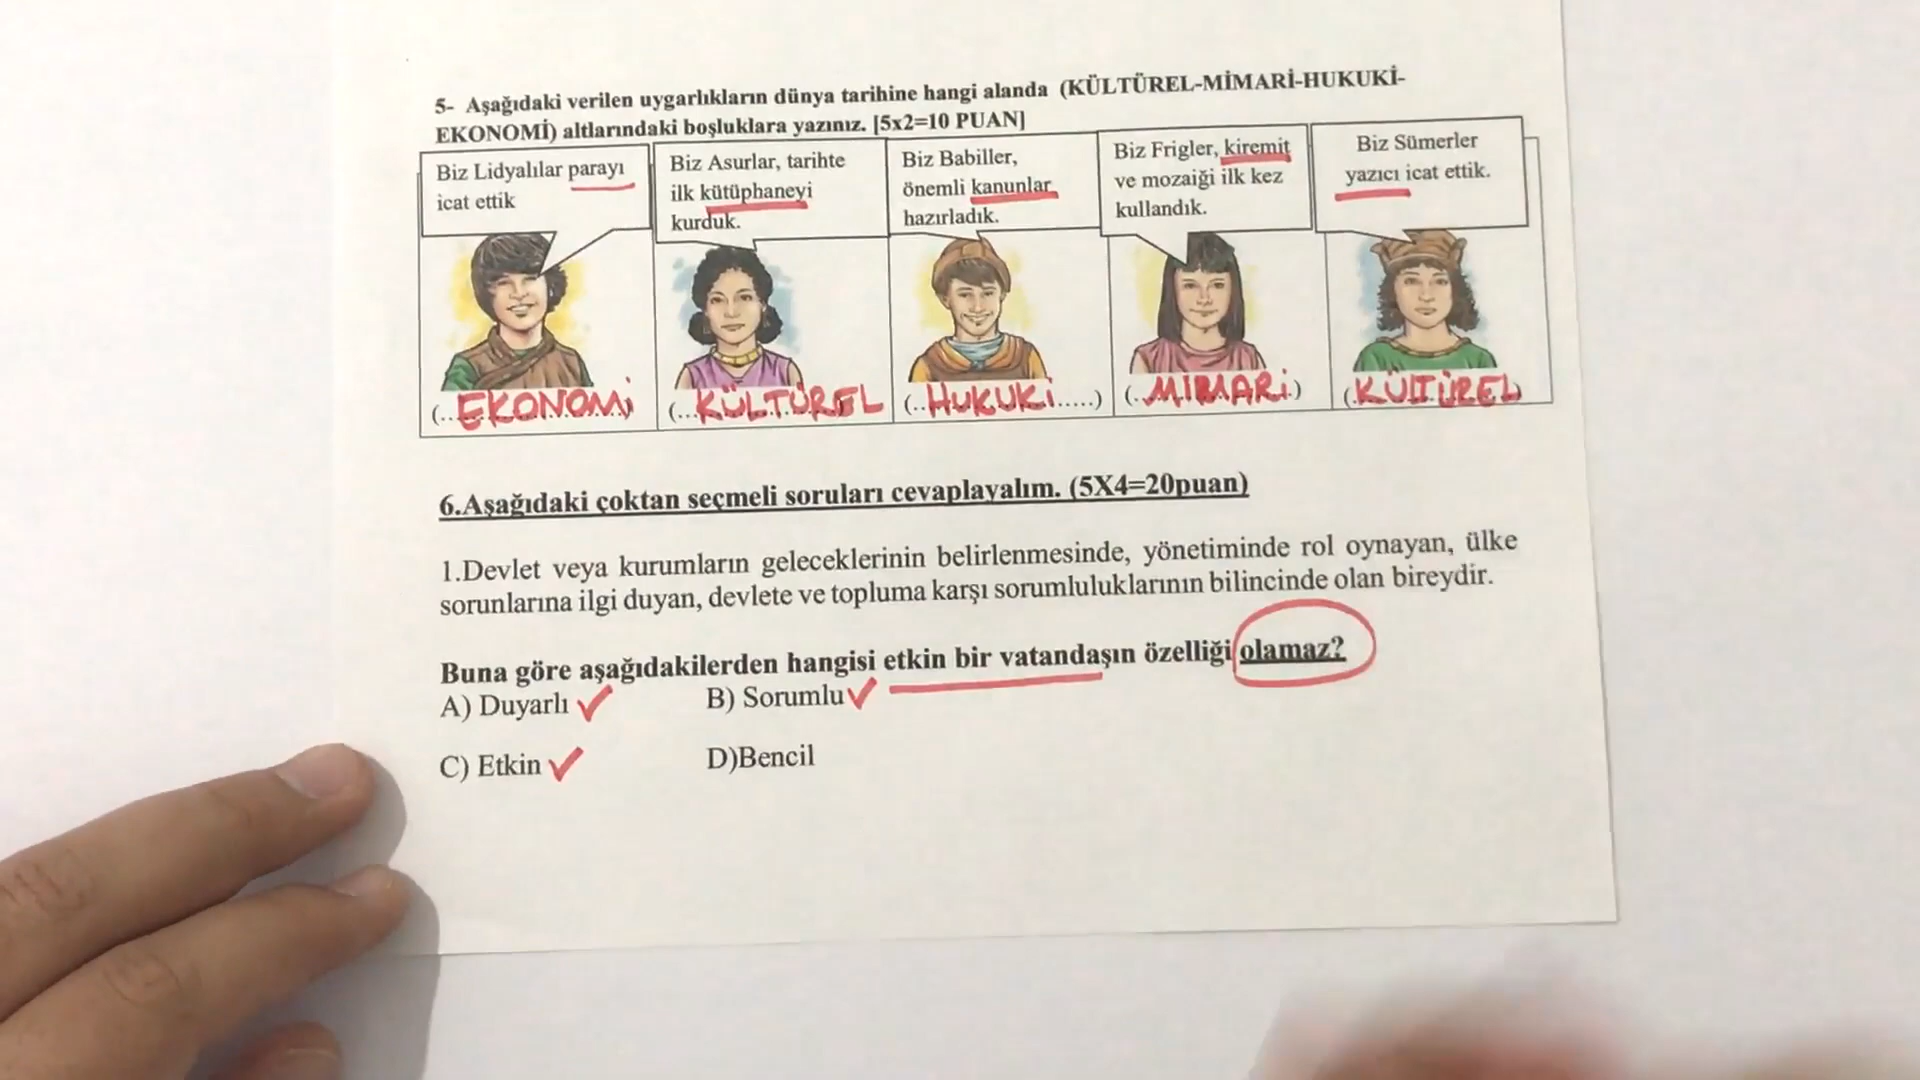 5- Aşağıdaki verilen uygarlıkların dünya tarihine hangi alanda (KÜLTÜREL-MİMARİ-HUKUKİ-
EKONOMİ) altlarındaki boşluklara yazınız. [5x2=10 PUAN]
Biz Lidyalılar parayı
icat ettik
Biz Asurlar, tarihte
ilk kütüphaneyi
kurduk.
Biz Babiller,
önemli kanunlar
hazırladık.
Biz Frigler, kiremit
ve mozaiği ilk kez
kullandık.
Biz Sümerler
yazıcı icat ettik.
(..EKONOMİ
(...KÜLTÜREL
(..HUKUKİ.....)
(.MİMARİ.)
(.KÜLTÜREL)
6.Aşağıdaki çoktan seçmeli soruları cevaplayalım. (5X4=20puan)
1.Devlet veya kurumların geleceklerinin belirlenmesinde, yönetiminde rol oynayan, ülke
sorunlarına ilgi duyan, devlete ve topluma karşı sorumluluklarının bilincinde olan bireydir.
Buna göre aşağıdakilerden hangisi etkin bir vatandaşın özelliği olamaz?
A) Duyarlı ✓ B) Sorumlu ✓
C) Etkin ✓ D)Bencil